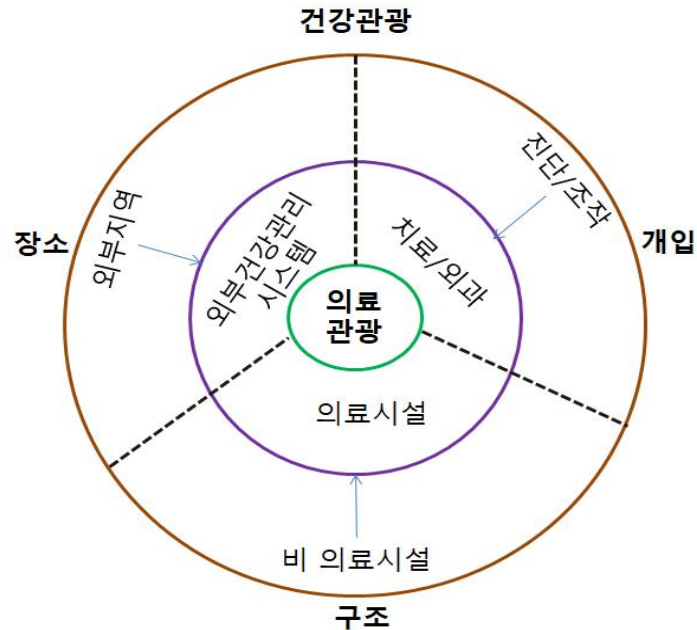 건강관광
진단/조작
외부지역
장소
개입
외부건강관리
시스템
치료/외과
의료
관광
의료시설
비 의료시설
구조